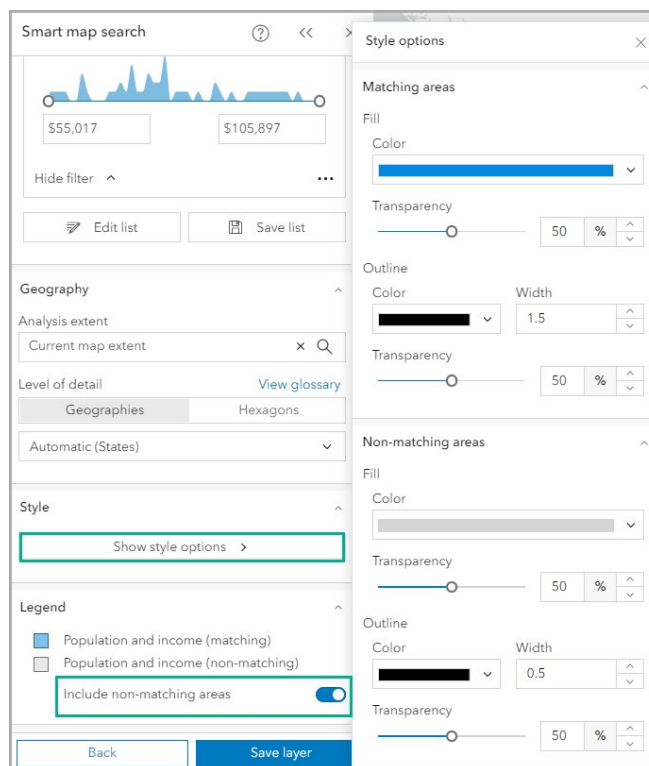 Smart map search
$55,017
$105,897
Hide filter
Edit list
Save list
Geography
Analysis extent
Current map extent
Level of detail
View glossary
Geographies
Hexagons
Automatic (States)
Style
Show style options
Legend
Population and income (matching)
Population and income (non-matching)
Include non-matching areas
Back
Save layer
Style options
Matching areas
Fill
Color
Transparency
50 %
Outline
Color
Width
1.5
Transparency
50 %
Non-matching areas
Fill
Color
Transparency
50 %
Outline
Color
Width
0.5
Transparency
50 %